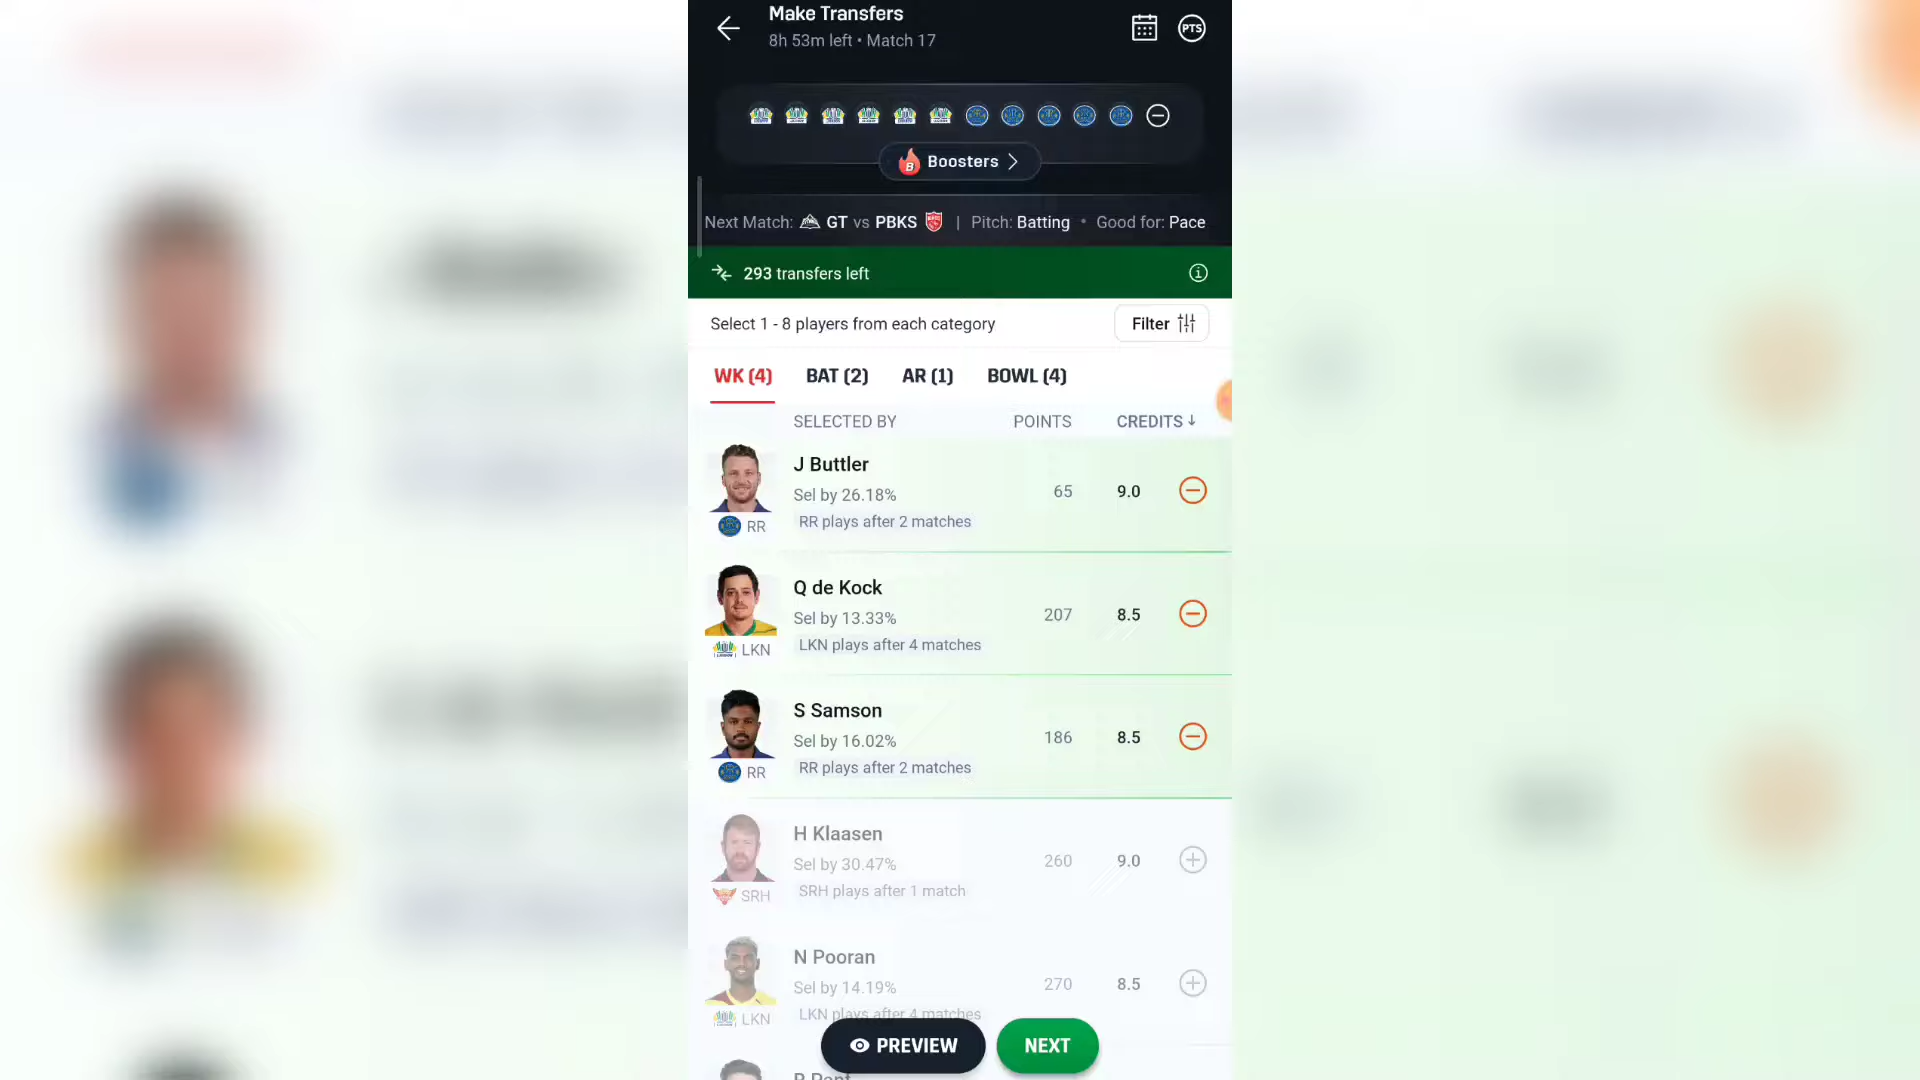 Make Transfers
8h 53m left • Match 17
PTS
Boosters
Next Match: GT vs PBKS | Pitch: Batting • Good for: Pace
293 transfers left
Select 1 - 8 players from each category
Filter
WK (4) BAT (2) AR (1) BOWL (4)
SELECTED BY POINTS CREDITS ↓
J Buttler
Sel by 26.18% 65 9.0
RR plays after 2 matches
RR
Q de Kock
Sel by 13.33% 207 8.5
LKN plays after 4 matches
LKN
S Samson
Sel by 16.02% 186 8.5
RR plays after 2 matches
RR
H Klaasen
Sel by 30.47% 260 9.0
SRH plays after 1 match
SRH
N Pooran
Sel by 14.19% 270 8.5
LKN plays after 4 matches
LKN
PREVIEW NEXT